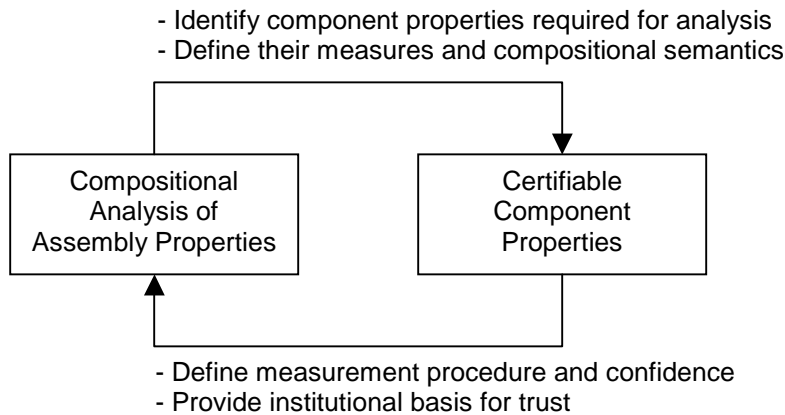 - Identify component properties required for analysis
- Define their measures and compositional semantics
Compositional
Analysis of
Assembly Properties
Certifiable
Component
Properties
- Define measurement procedure and confidence
- Provide institutional basis for trust